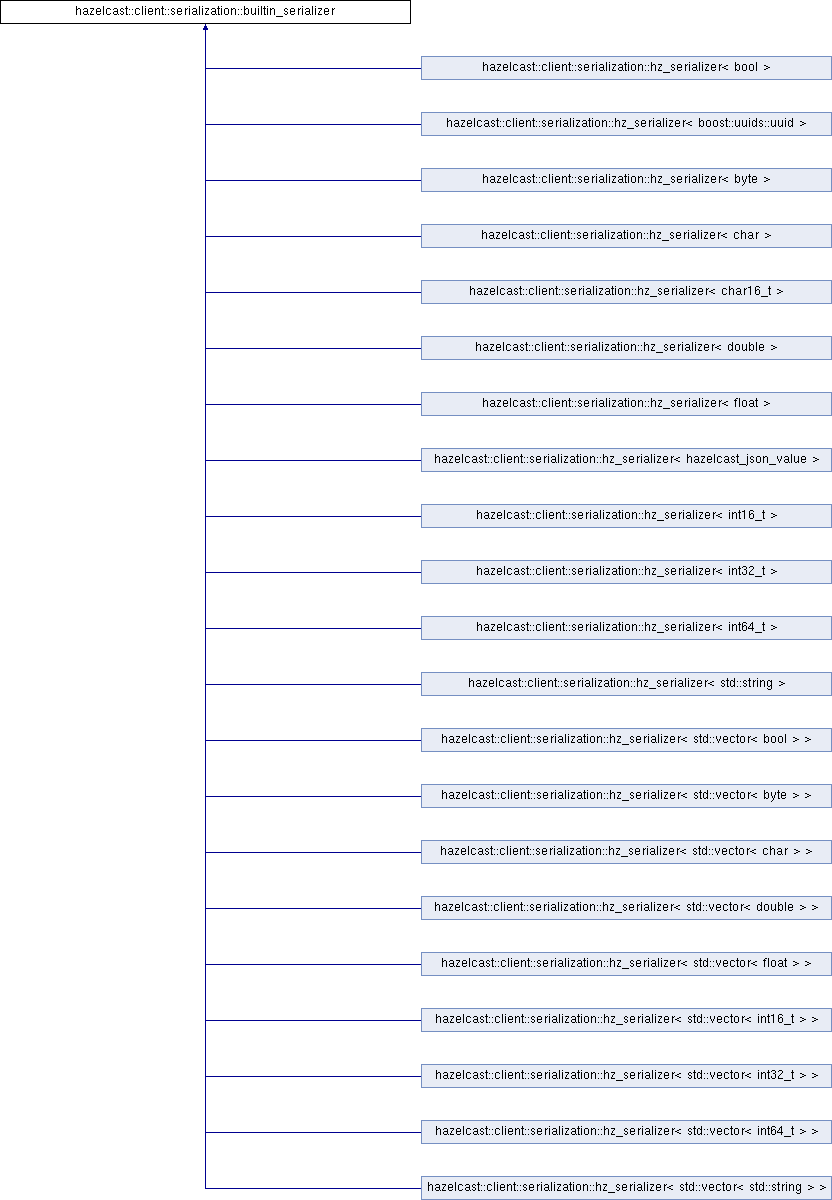 hazelcast::client::serialization::builtin_serializer
hazelcast::client::serialization::hz_serializer< bool >
hazelcast::client::serialization::hz_serializer< boost::uuids::uuid >
hazelcast::client::serialization::hz_serializer< byte >
hazelcast::client::serialization::hz_serializer< char >
hazelcast::client::serialization::hz_serializer< char16_t >
hazelcast::client::serialization::hz_serializer< double >
hazelcast::client::serialization::hz_serializer< float >
hazelcast::client::serialization::hz_serializer< hazelcast_json_value >
hazelcast::client::serialization::hz_serializer< int16_t >
hazelcast::client::serialization::hz_serializer< int32_t >
hazelcast::client::serialization::hz_serializer< int64_t >
hazelcast::client::serialization::hz_serializer< std::string >
hazelcast::client::serialization::hz_serializer< std::vector< bool > >
hazelcast::client::serialization::hz_serializer< std::vector< byte > >
hazelcast::client::serialization::hz_serializer< std::vector< char > >
hazelcast::client::serialization::hz_serializer< std::vector< double > >
hazelcast::client::serialization::hz_serializer< std::vector< float > >
hazelcast::client::serialization::hz_serializer< std::vector< int16_t > >
hazelcast::client::serialization::hz_serializer< std::vector< int32_t > >
hazelcast::client::serialization::hz_serializer< std::vector< int64_t > >
hazelcast::client::serialization::hz_serializer< std::vector< std::string > >